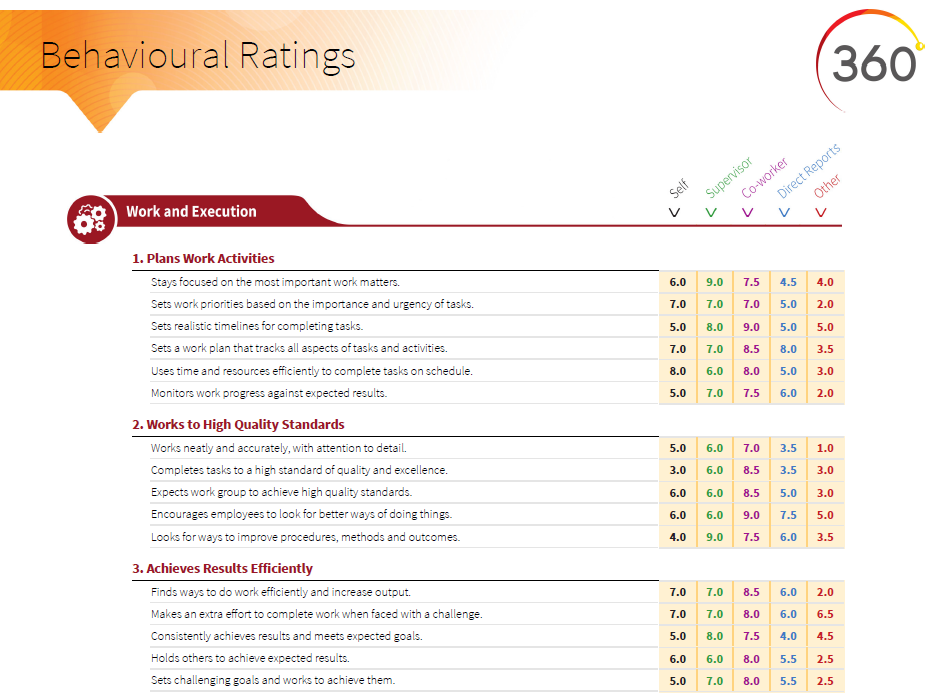 Behavioural Ratings
360
Self Supervisor Co-worker Direct Reports Other
Work and Execution
1. Plans Work Activities
Stays focused on the most important work matters. 6.0 9.0 7.5 4.5 4.0
Sets work priorities based on the importance and urgency of tasks. 7.0 7.0 7.0 5.0 2.0
Sets realistic timelines for completing tasks. 5.0 8.0 9.0 5.0 5.0
Sets a work plan that tracks all aspects of tasks and activities. 7.0 7.0 8.5 8.0 3.5
Uses time and resources efficiently to complete tasks on schedule. 8.0 6.0 8.0 5.0 3.0
Monitors work progress against expected results. 5.0 7.0 7.5 6.0 2.0
2. Works to High Quality Standards
Works neatly and accurately, with attention to detail. 5.0 6.0 7.0 3.5 1.0
Completes tasks to a high standard of quality and excellence. 3.0 6.0 8.5 3.5 3.0
Expects work group to achieve high quality standards. 6.0 6.0 8.5 5.0 3.0
Encourages employees to look for better ways of doing things. 6.0 6.0 9.0 7.5 5.0
Looks for ways to improve procedures, methods and outcomes. 4.0 9.0 7.5 6.0 3.5
3. Achieves Results Efficiently
Finds ways to do work efficiently and increase output. 7.0 7.0 8.5 6.0 2.0
Makes an extra effort to complete work when faced with a challenge. 7.0 7.0 8.0 6.0 6.5
Consistently achieves results and meets expected goals. 5.0 8.0 7.5 4.0 4.5
Holds others to achieve expected results. 6.0 6.0 8.0 5.5 2.5
Sets challenging goals and works to achieve them. 5.0 7.0 8.0 5.5 2.5